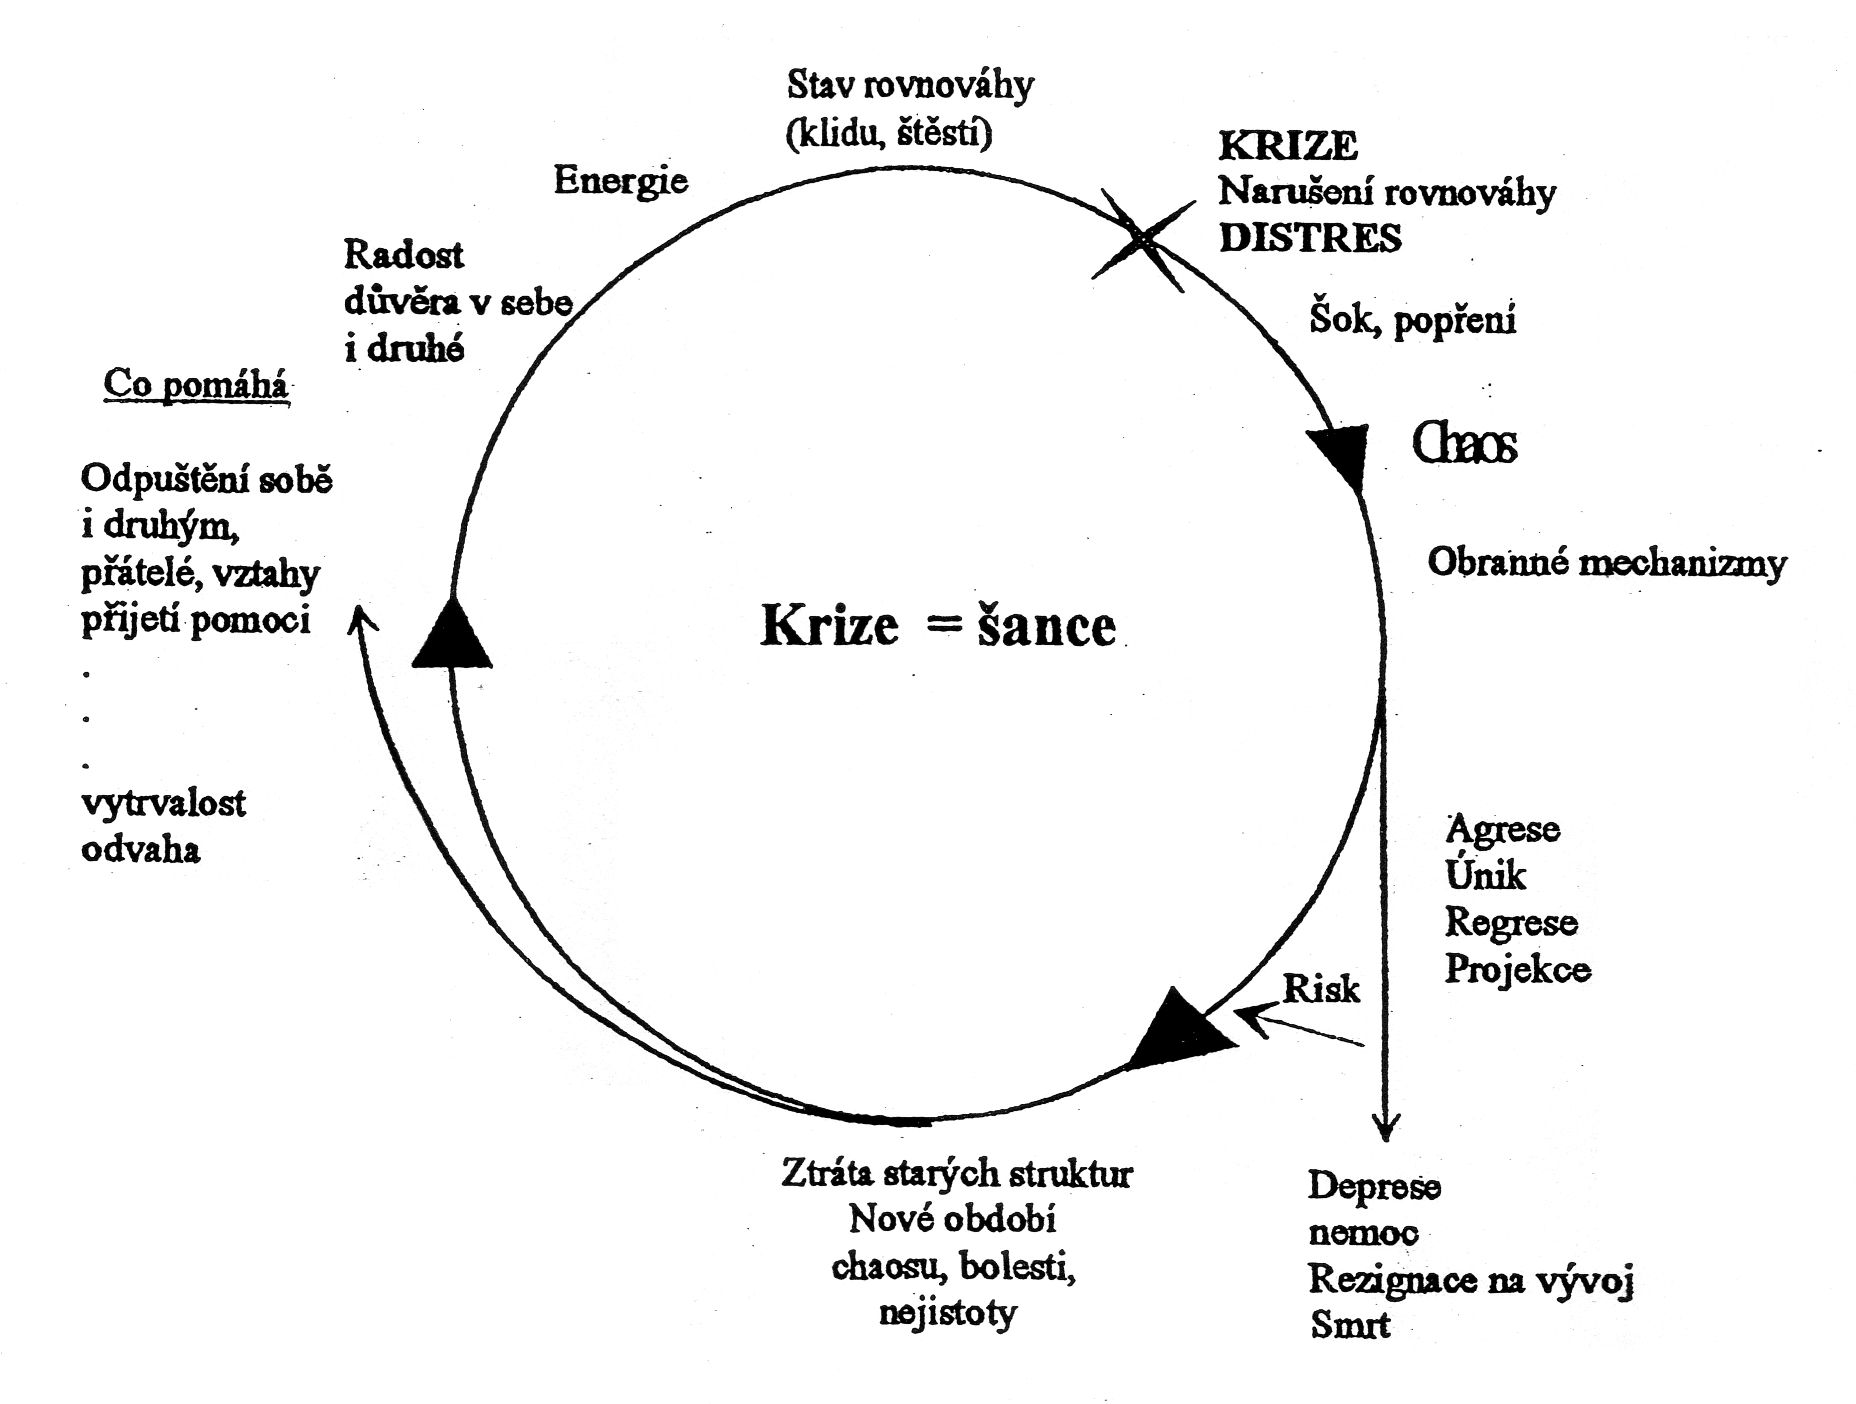 Stav rovnováhy
(klidu, štěstí)
KRIZE
Narušení rovnováhy
DISTRES
Šok, popření
Chaos
Obranné mechanizmy
Agrese
Únik
Regrese
Projekce
Risk
Deprese
nemoc
Rezignace na vývoj
Smrt
Ztráta starých struktur
Nové období
chaosu, bolesti,
nejistoty
Co pomáhá
Odpuštění sobě
i druhým,
přátelé, vztahy
přijetí pomoci
.
.
.
vytrvalost
odvaha
Radost
důvěra v sebe
i druhé
Energie
Krize = šance